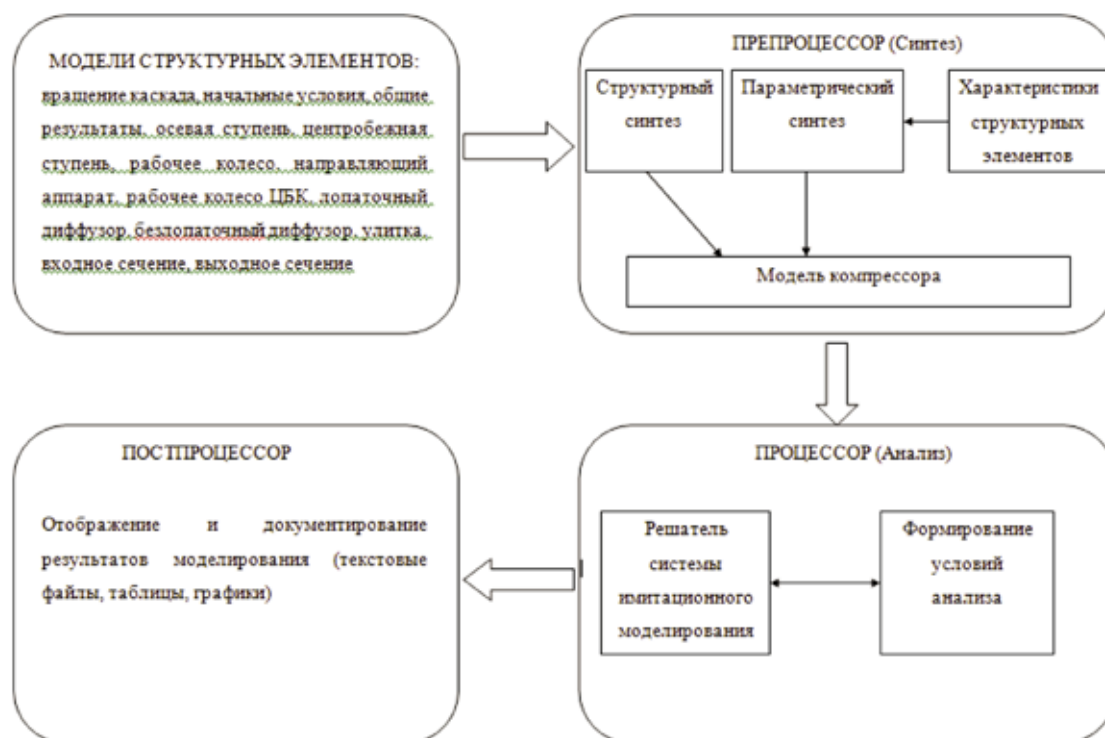 МОДЕЛИ СТРУКТУРНЫХ ЭЛЕМЕНТОВ:
вращение каскада, начальные условия, общие
результаты, осевая ступень, центробежная
ступень, рабочее колесо, направляющий
аппарат, рабочее колесо ЦБК, лопаточный
диффузор, безлопаточный диффузор, улитка,
входное сечение, выходное сечение
ПРЕПРОЦЕССОР (Синтез)
Структурный
синтез
Параметрический
синтез
Характеристики
структурных
элементов
Модель компрессора
ПОСТПРОЦЕССОР
Отображение и документирование
результатов моделирования (текстовые
файлы, таблицы, графики)
ПРОЦЕССОР (Анализ)
Решатель
системы
имитационного
моделирования
Формирование
условий
анализа